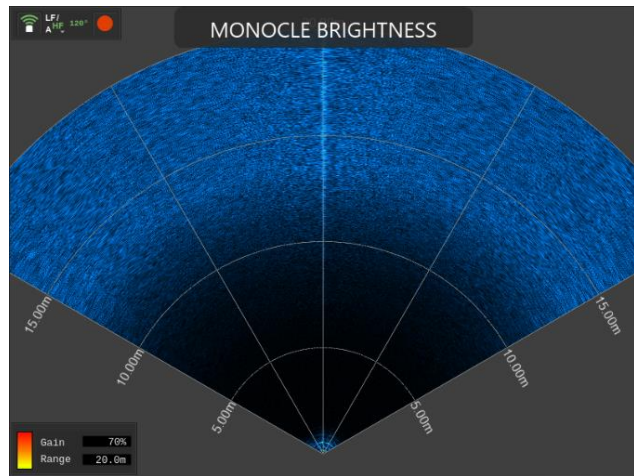 LF/
A HF 120°
MONOCLE BRIGHTNESS
15.00m
15.00m
10.00m
10.00m
5.00m
5.00m
Gain 70%
Range 20.0m